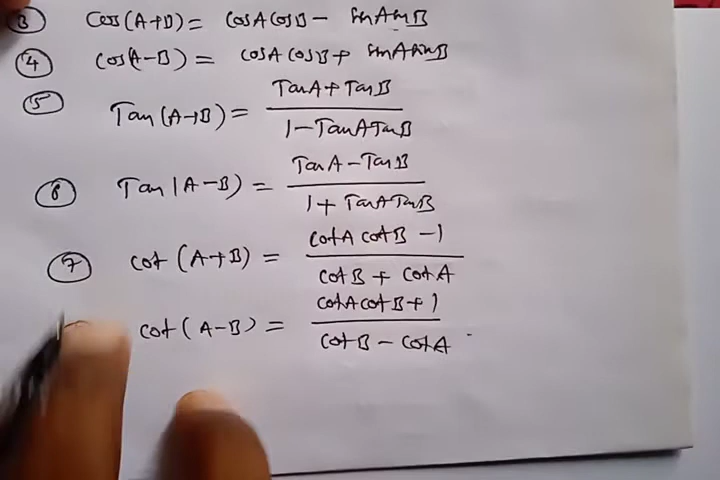 ③ Cos(A+B) = cosA cosB - sinA sinB
④ cos(A-B) = cosA cosB + sinA sinB
⑤ Tan(A+B) = TanA + TanB / 1 - TanA TanB
⑥ Tan(A-B) = TanA - TanB / 1 + TanA TanB
⑦ cot (A+B) = cotA cotB - 1 / cotB + cotA
cot(A-B) = cotA cotB + 1 / cotB - cotA